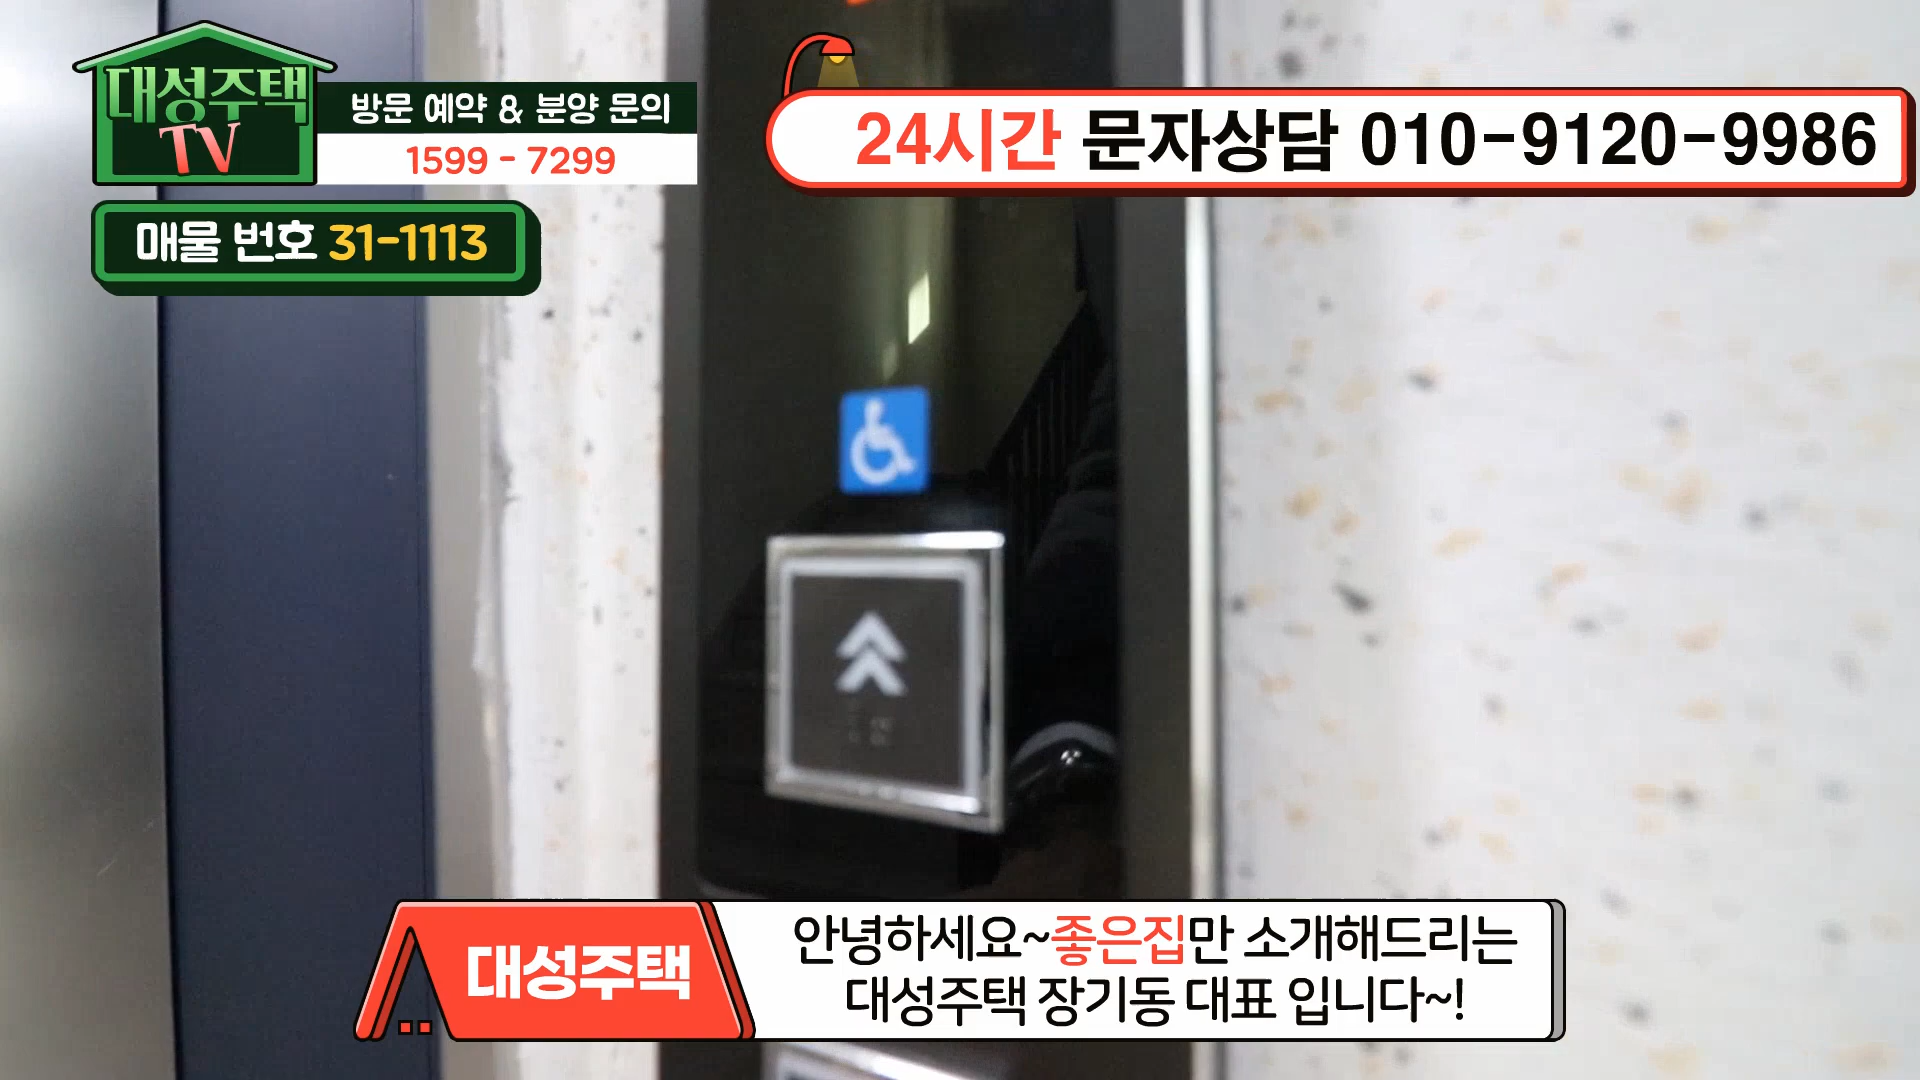 대성주택
TV
방문 예약 & 분양 문의
1599 - 7299
24시간 문자상담 010-9120-9986
매물 번호 31-1113
대성주택
안녕하세요~좋은집만 소개해드리는
대성주택 장기동 대표 입니다~!